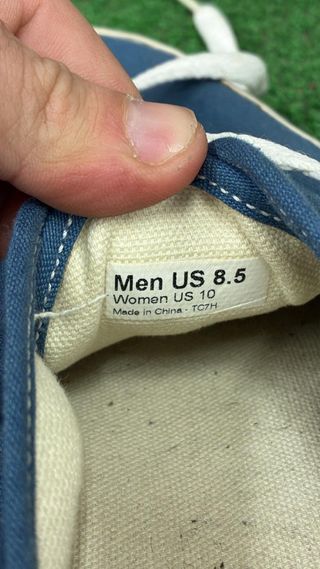 Men US 8.5
Women US 10
Made in China - TC7H